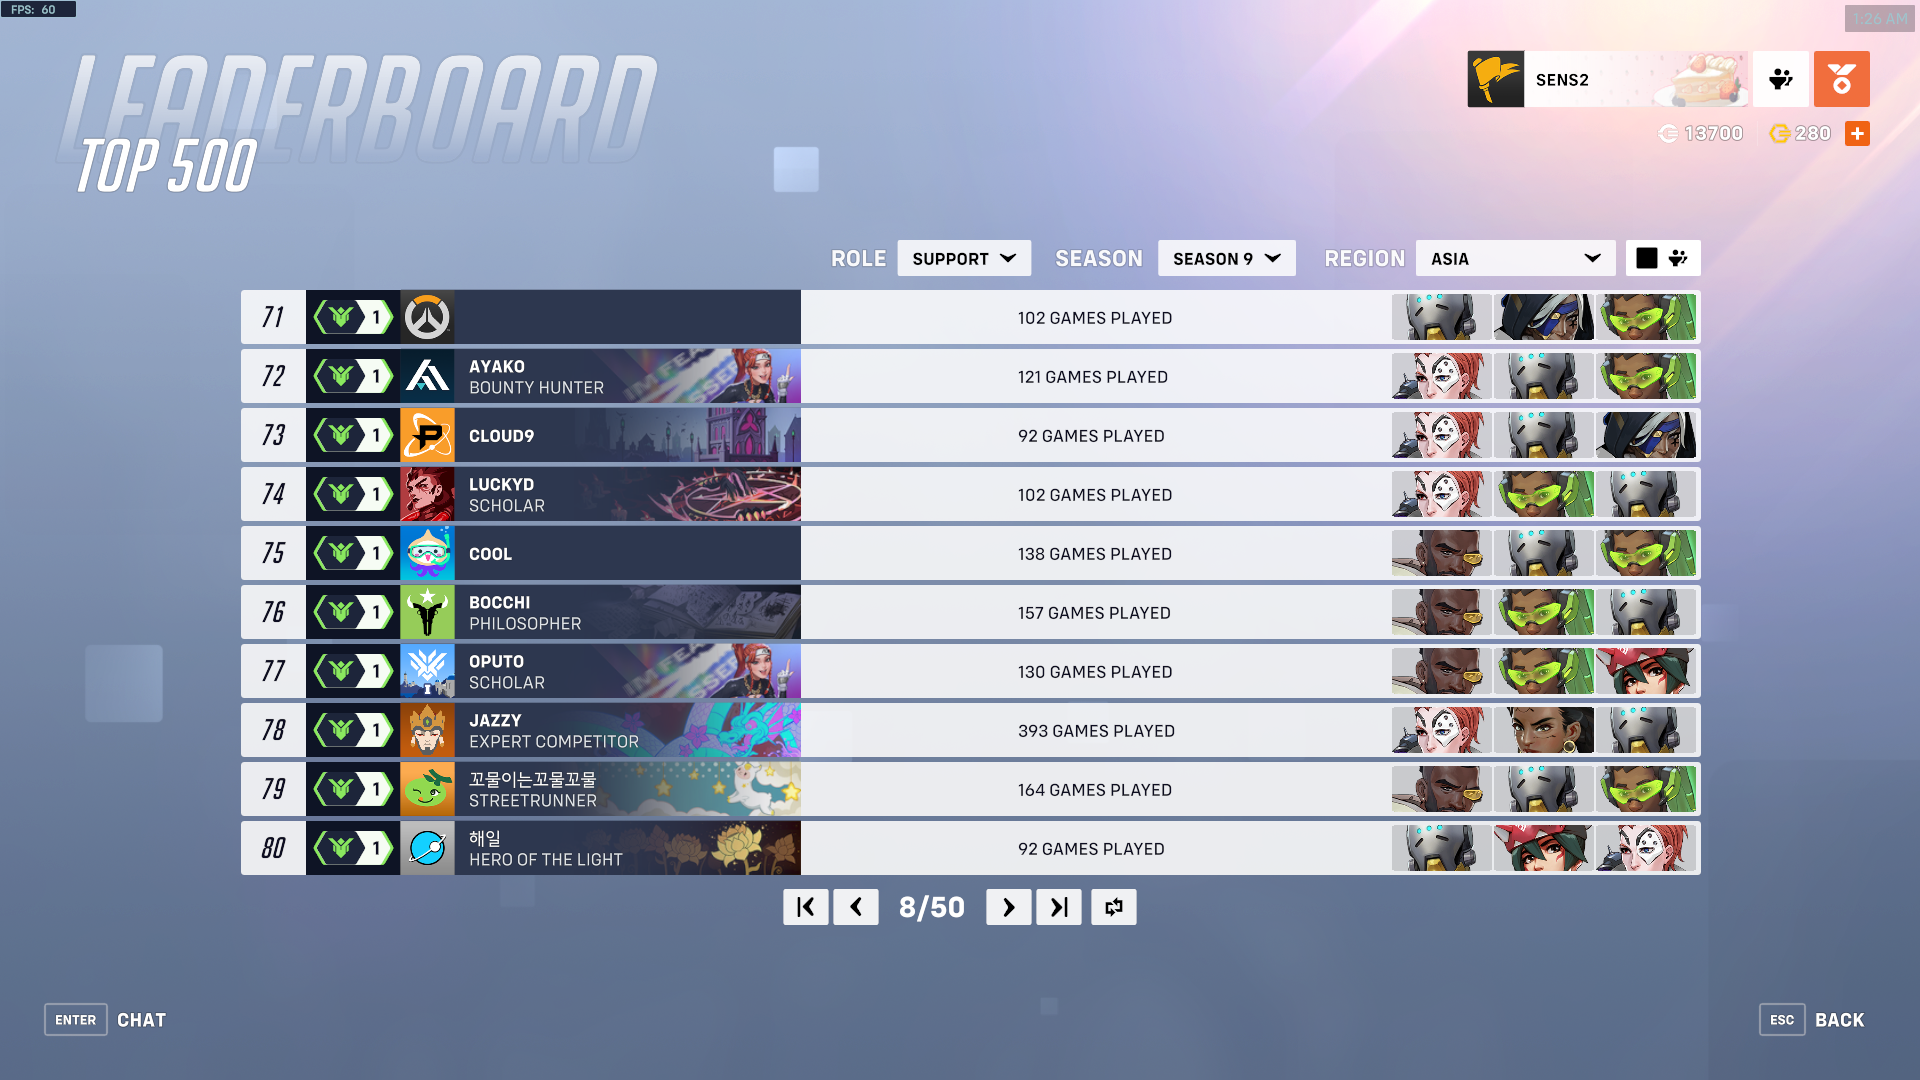 FPS: 60
1:26 AM
LEADERBOARD
TOP 500
SENS2
13700
280
ROLE SUPPORT SEASON SEASON 9 REGION ASIA
71 1 102 GAMES PLAYED
72 1 AYAKO
BOUNTY HUNTER
121 GAMES PLAYED
73 1 CLOUD9 92 GAMES PLAYED
74 1 LUCKYD
SCHOLAR
102 GAMES PLAYED
75 1 COOL 138 GAMES PLAYED
76 1 BOCCHI
PHILOSOPHER
157 GAMES PLAYED
77 1 OPUTO
SCHOLAR
130 GAMES PLAYED
78 1 JAZZY
EXPERT COMPETITOR
393 GAMES PLAYED
79 1 꼬물이는꼬물꼬물
STREETRUNNER
164 GAMES PLAYED
80 1 해일
HERO OF THE LIGHT
92 GAMES PLAYED
8/50
ENTER CHAT
ESC BACK